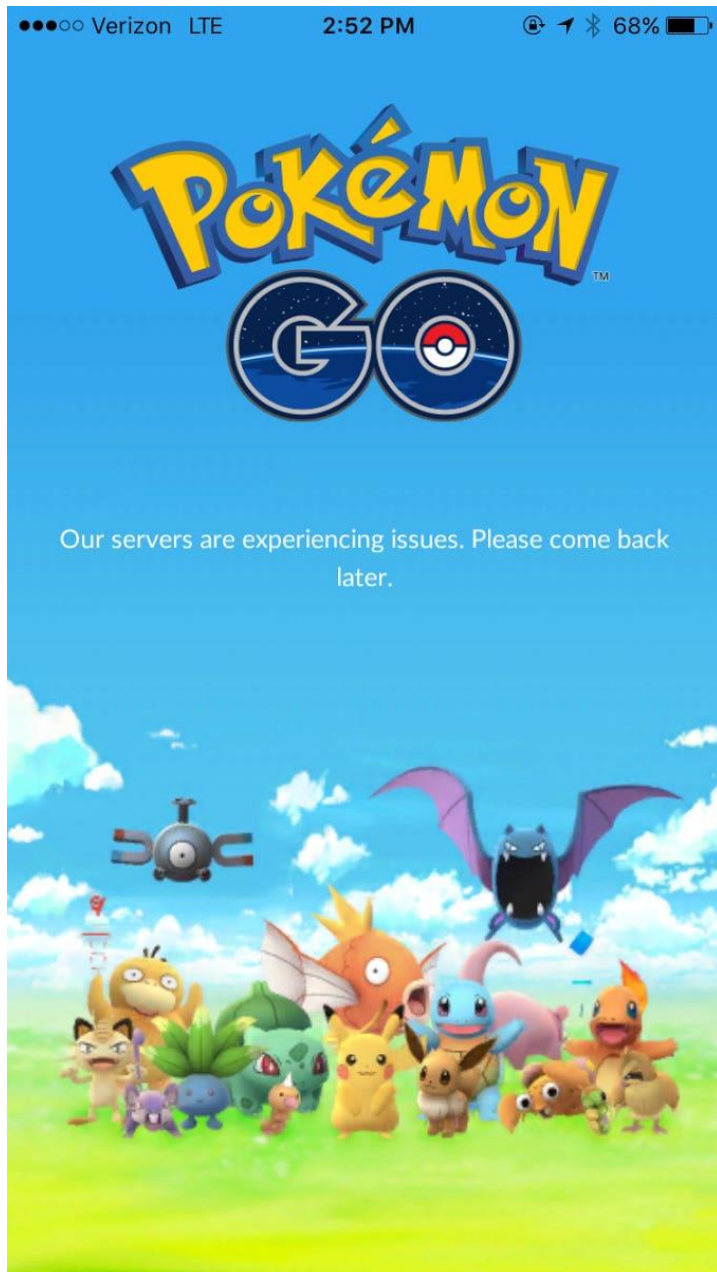 Verizon LTE 2:52 PM 68%
POKéMON
TM
GO
Our servers are experiencing issues. Please come back
later.